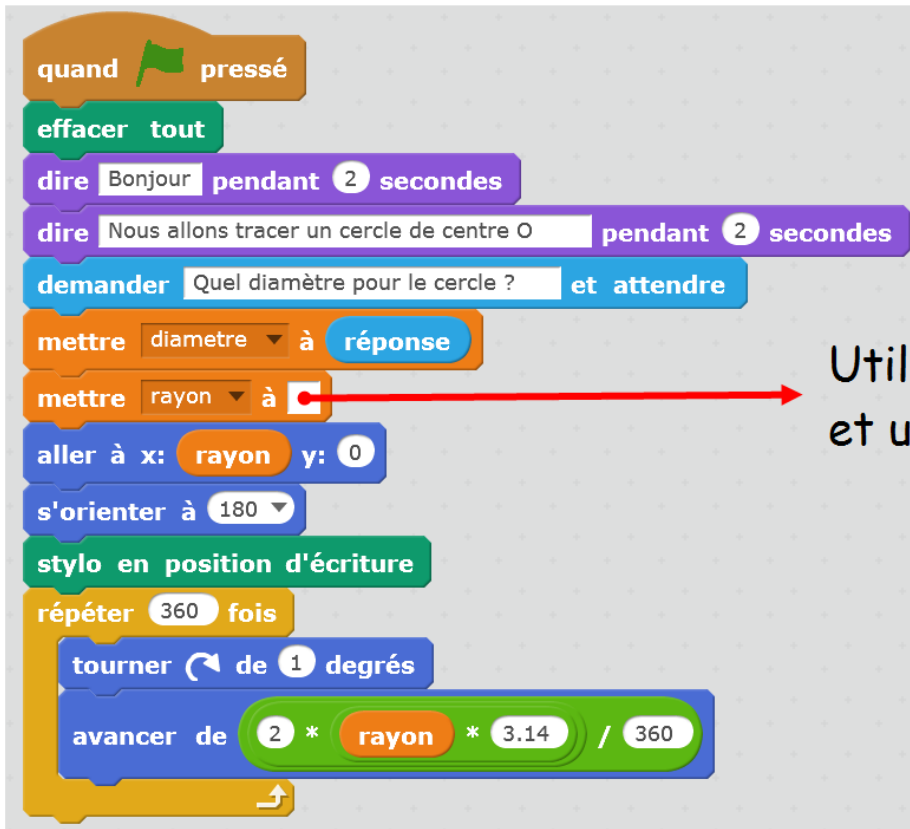 quand pressé
effacer tout
dire Bonjour pendant 2 secondes
dire Nous allons tracer un cercle de centre O pendant 2 secondes
demander Quel diamètre pour le cercle ? et attendre
mettre diametre à réponse
mettre rayon à
Util
et u
aller à x: rayon y: 0
s'orienter à 180
stylo en position d'écriture
répéter 360 fois
tourner de 1 degrés
avancer de 2 * rayon * 3.14 / 360